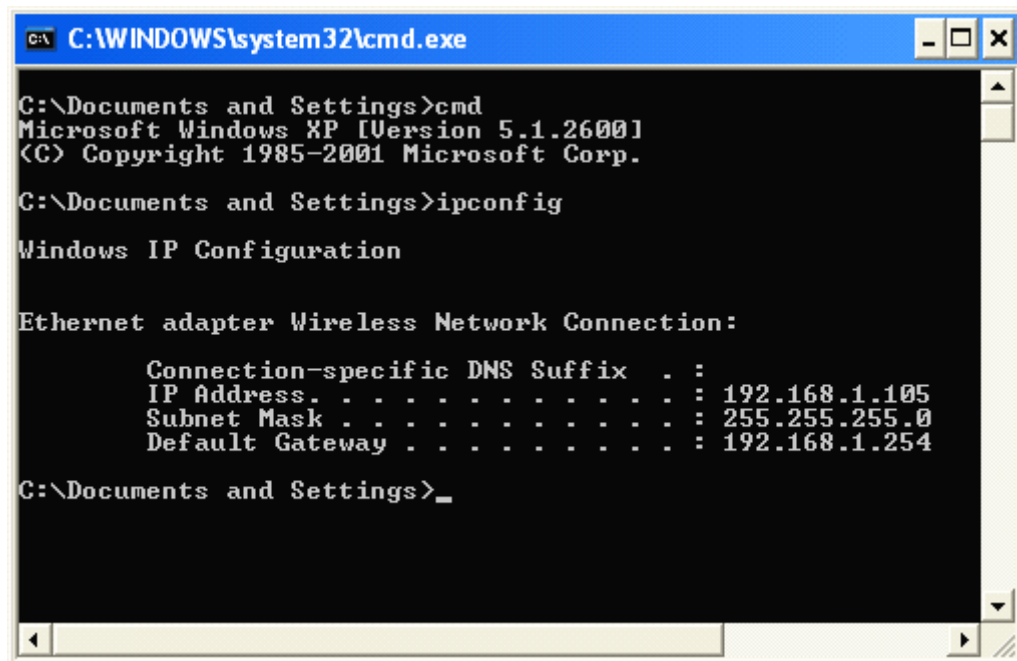 C:\WINDOWS\system32\cmd.exe
C:\Documents and Settings>cmd
Microsoft Windows XP [Version 5.1.2600]
(C) Copyright 1985-2001 Microsoft Corp.
C:\Documents and Settings>ipconfig
Windows IP Configuration
Ethernet adapter Wireless Network Connection:
Connection-specific DNS Suffix . :
IP Address. . . . . . . . . . . . : 192.168.1.105
Subnet Mask . . . . . . . . . . . : 255.255.255.0
Default Gateway . . . . . . . . . : 192.168.1.254
C:\Documents and Settings>_